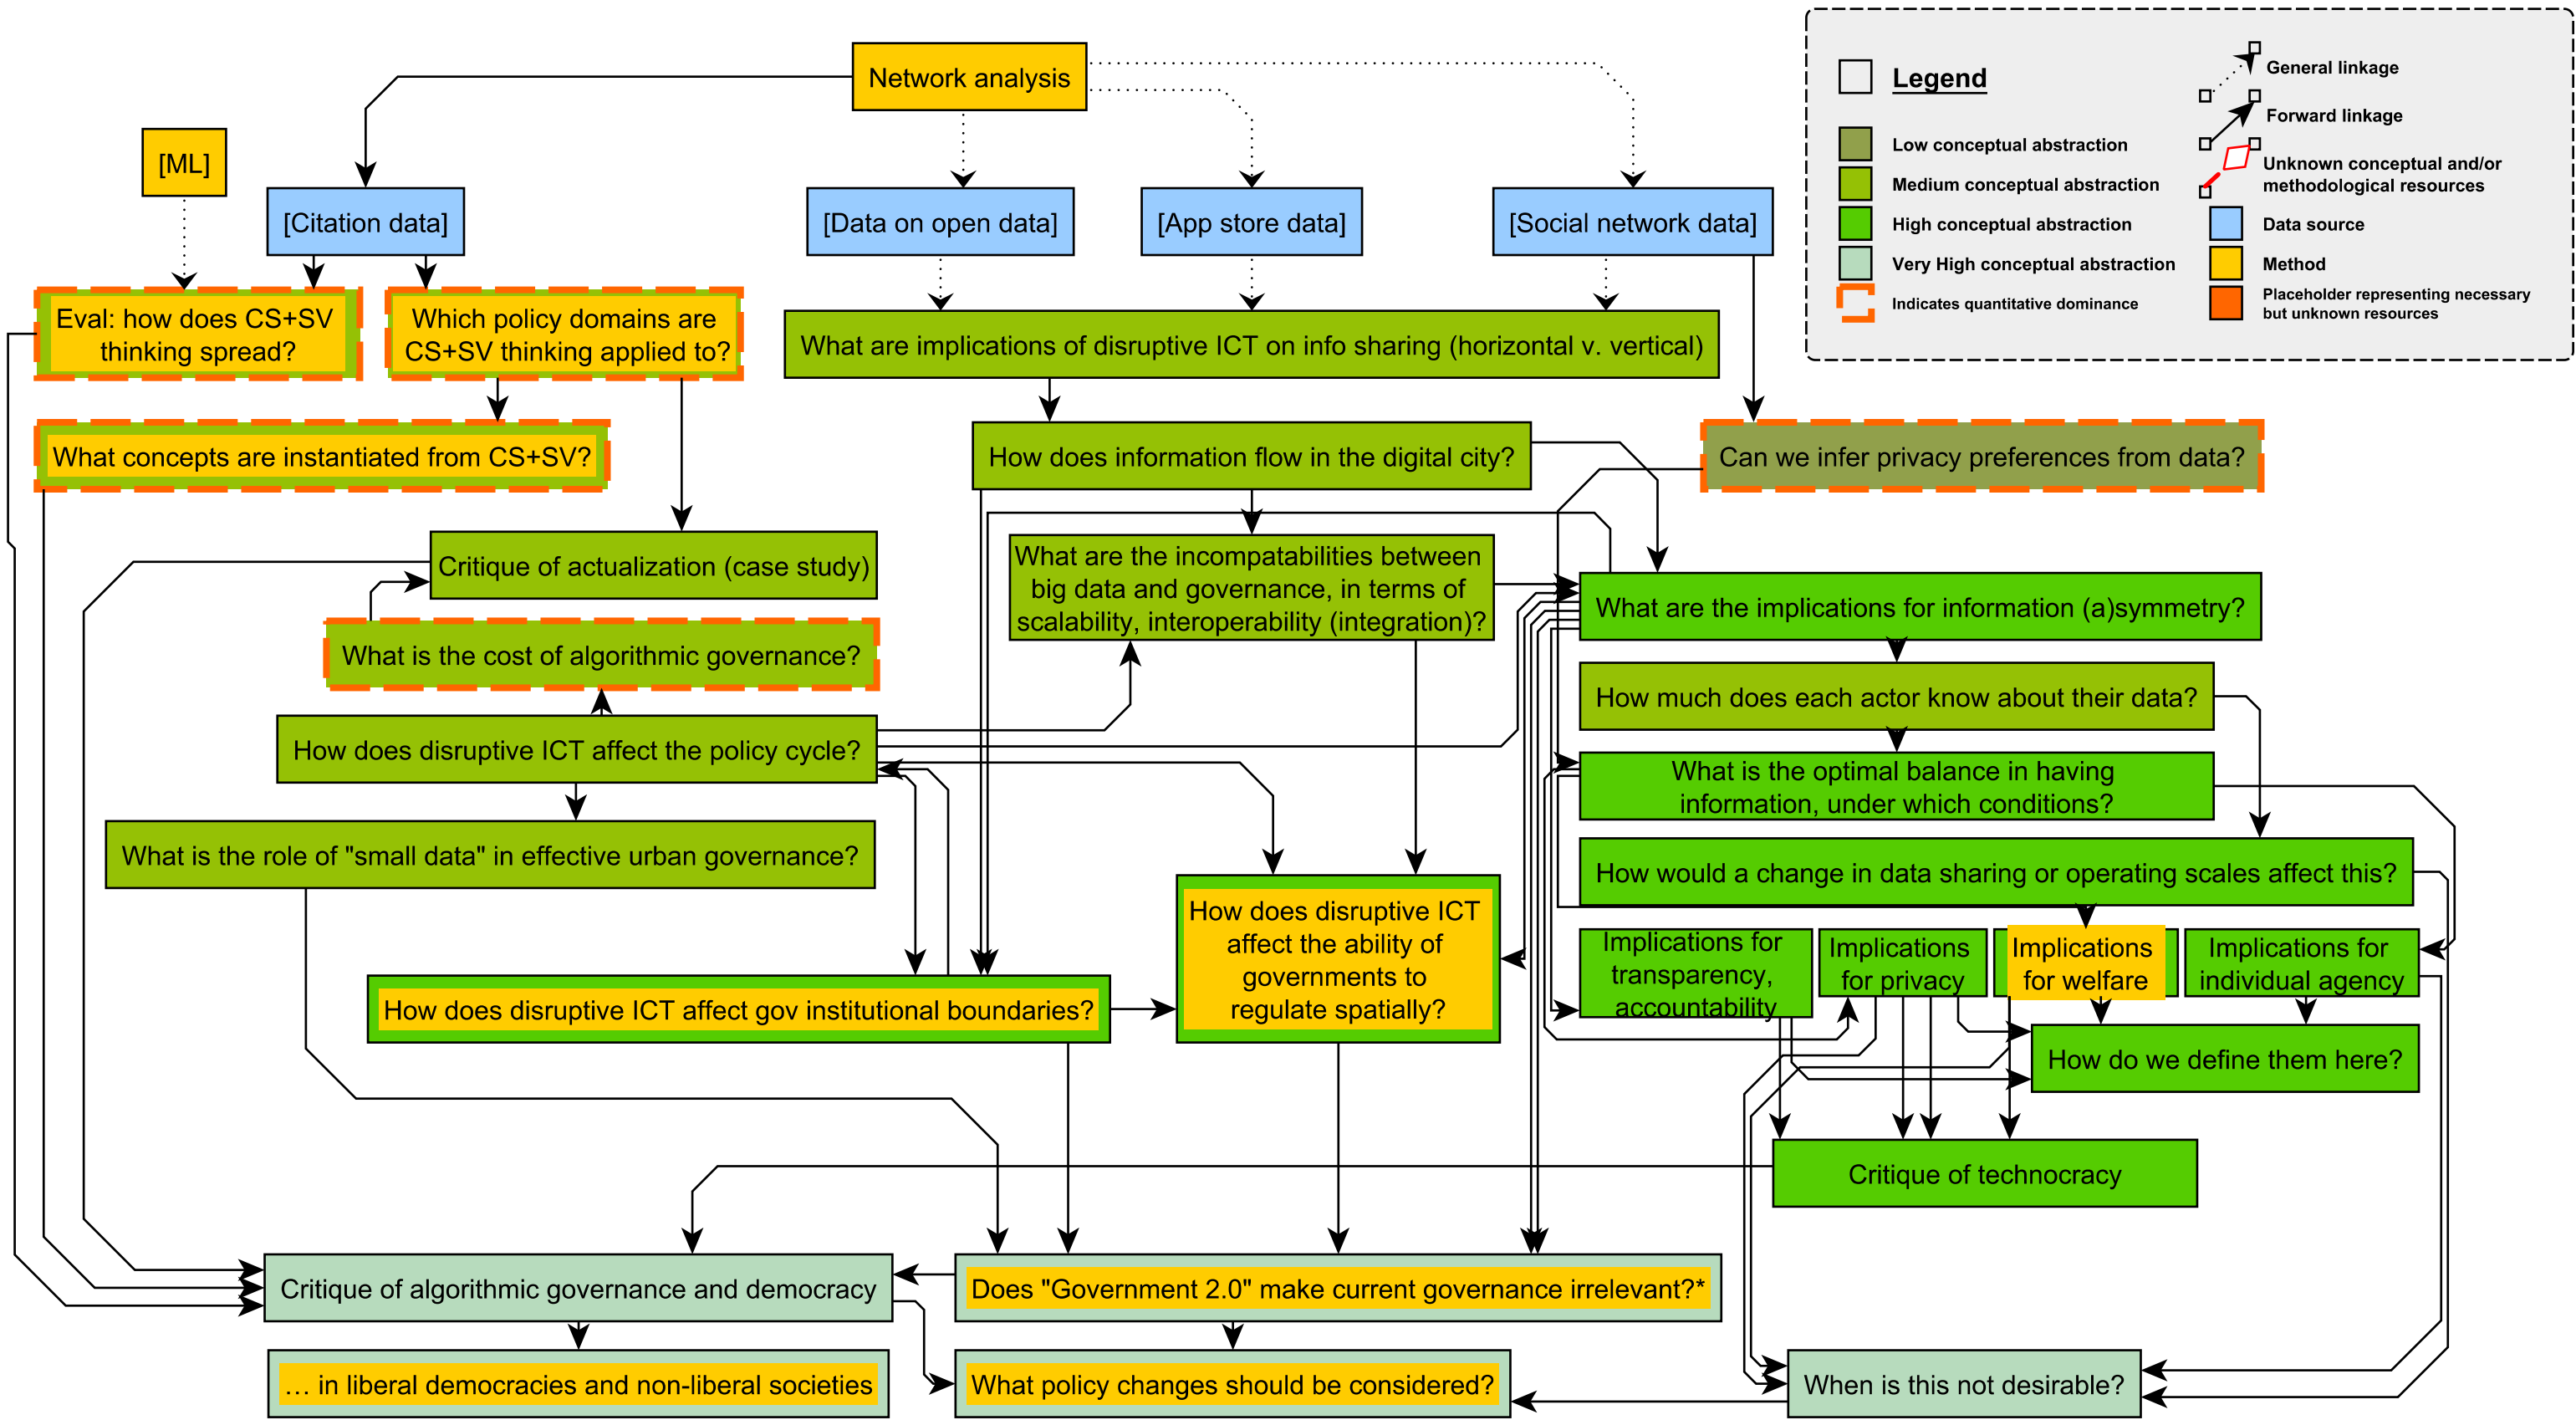 Network analysis
[ML]
[Citation data]
[Data on open data]
[App store data]
[Social network data]
Legend
Low conceptual abstraction
Medium conceptual abstraction
High conceptual abstraction
Very High conceptual abstraction
Indicates quantitative dominance
General linkage
Forward linkage
Unknown conceptual and/or
methodological resources
Data source
Method
Placeholder representing necessary
but unknown resources
Eval: how does CS+SV
thinking spread?
Which policy domains are
CS+SV thinking applied to?
What are implications of disruptive ICT on info sharing (horizontal v. vertical)
What concepts are instantiated from CS+SV?
How does information flow in the digital city?
Can we infer privacy preferences from data?
Critique of actualization (case study)
What are the incompatabilities between
big data and governance, in terms of
scalability, interoperability (integration)?
What are the implications for information (a)symmetry?
What is the cost of algorithmic governance?
How much does each actor know about their data?
How does disruptive ICT affect the policy cycle?
What is the optimal balance in having
information, under which conditions?
What is the role of "small data" in effective urban governance?
How would a change in data sharing or operating scales affect this?
How does disruptive ICT
affect the ability of
governments to
regulate spatially?
Implications for
transparency,
accountability
Implications
for privacy
Implications
for welfare
Implications for
individual agency
How does disruptive ICT affect gov institutional boundaries?
How do we define them here?
Critique of technocracy
Critique of algorithmic governance and democracy
Does "Government 2.0" make current governance irrelevant?*
… in liberal democracies and non-liberal societies
What policy changes should be considered?
When is this not desirable?